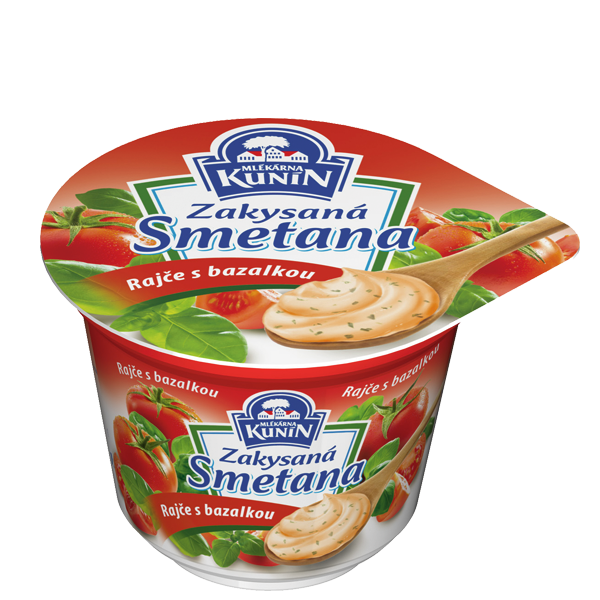 MLÉKÁRNA
KUNÍN
Zakysaná
Smetana
Rajče s bazalkou
Rajče s bazalkou
Rajče s bazalkou
MLÉKÁRNA
KUNÍN
Zakysaná
Smetana
Rajče s bazalkou